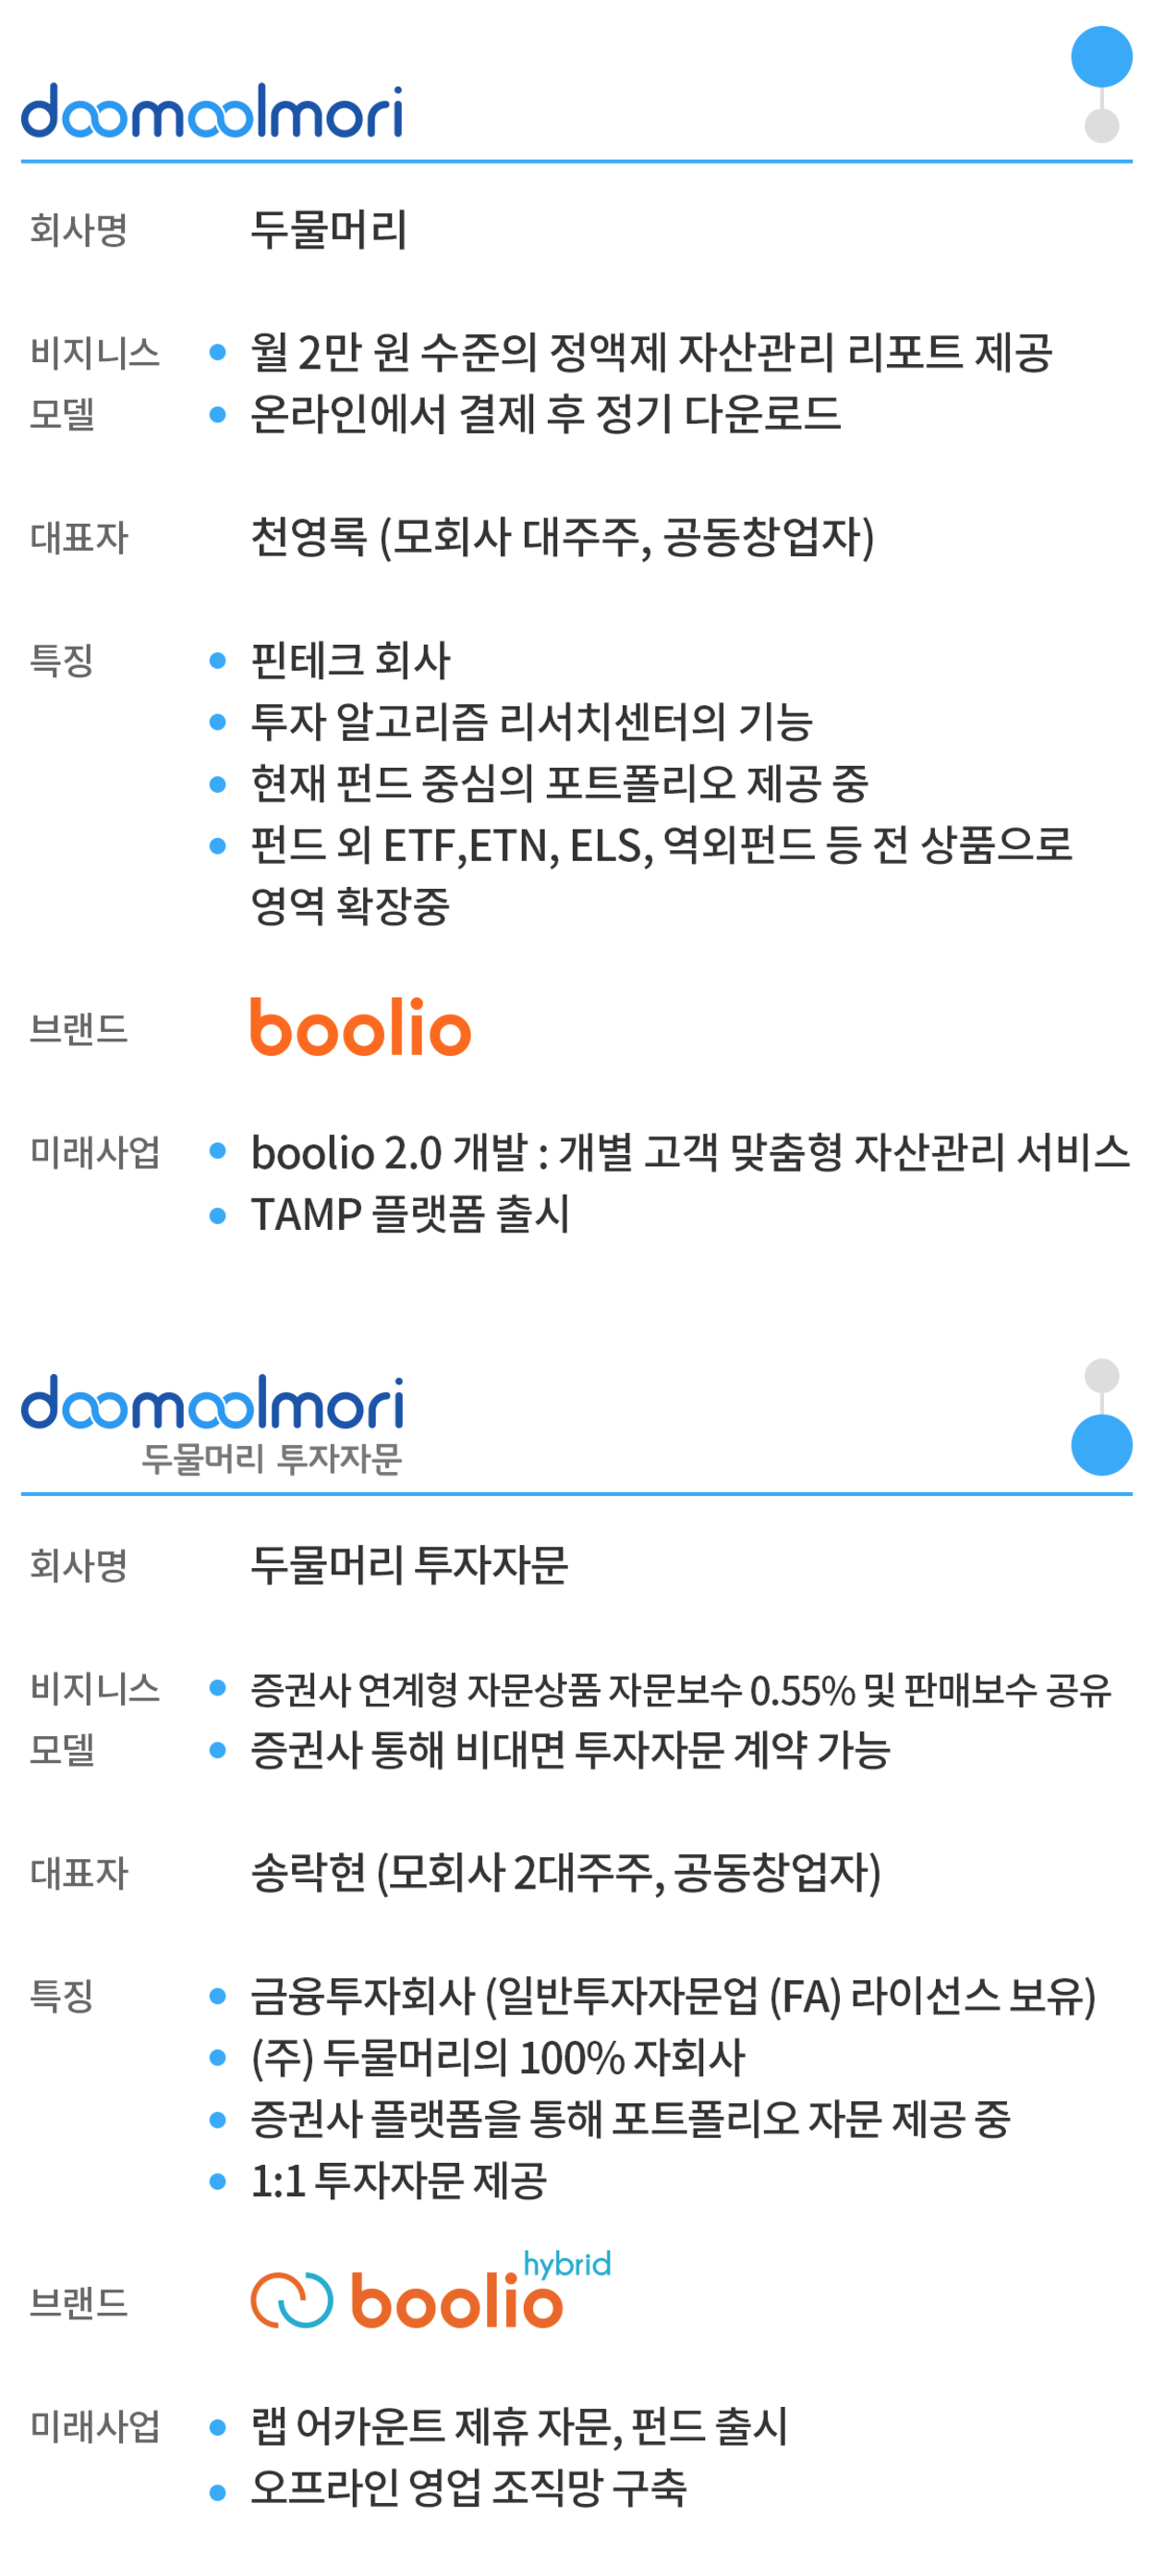 doomoolmori
회사명 두물머리
비지니스 • 월 2만 원 수준의 정액제 자산관리 리포트 제공
모델 • 온라인에서 결제 후 정기 다운로드
대표자 천영록 (모회사 대주주, 공동창업자)
특징 • 핀테크 회사
• 투자 알고리즘 리서치센터의 기능
• 현재 펀드 중심의 포트폴리오 제공 중
• 펀드 외 ETF,ETN, ELS, 역외펀드 등 전 상품으로
영역 확장중
브랜드 boolio
미래사업 • boolio 2.0 개발 : 개별 고객 맞춤형 자산관리 서비스
• TAMP 플랫폼 출시
doomoolmori
두물머리 투자자문
회사명 두물머리 투자자문
비지니스 • 증권사 연계형 자문상품 자문보수 0.55% 및 판매보수 공유
모델 • 증권사 통해 비대면 투자자문 계약 가능
대표자 송락현 (모회사 2대주주, 공동창업자)
특징 • 금융투자회사 (일반투자자문업 (FA) 라이선스 보유)
• (주) 두물머리의 100% 자회사
• 증권사 플랫폼을 통해 포트폴리오 자문 제공 중
• 1:1 투자자문 제공
브랜드 boolio hybrid
미래사업 • 랩 어카운트 제휴 자문, 펀드 출시
• 오프라인 영업 조직망 구축